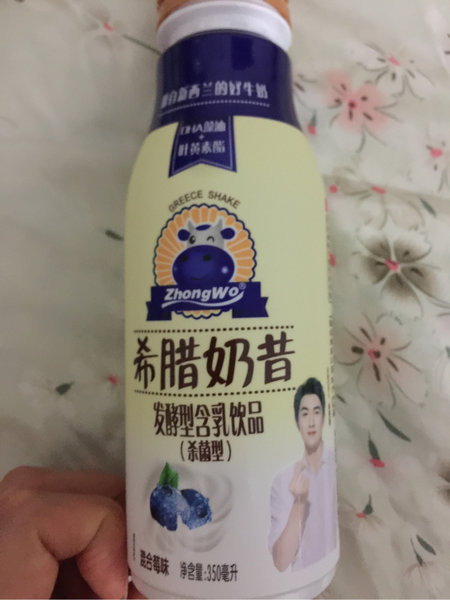 来自新西兰的好牛奶
DHA藻油
+
叶黄素酯
GREECE SHAKE
ZhongWo®
希腊奶昔
发酵型含乳饮品
(杀菌型)
混合莓味
净含量:350毫升